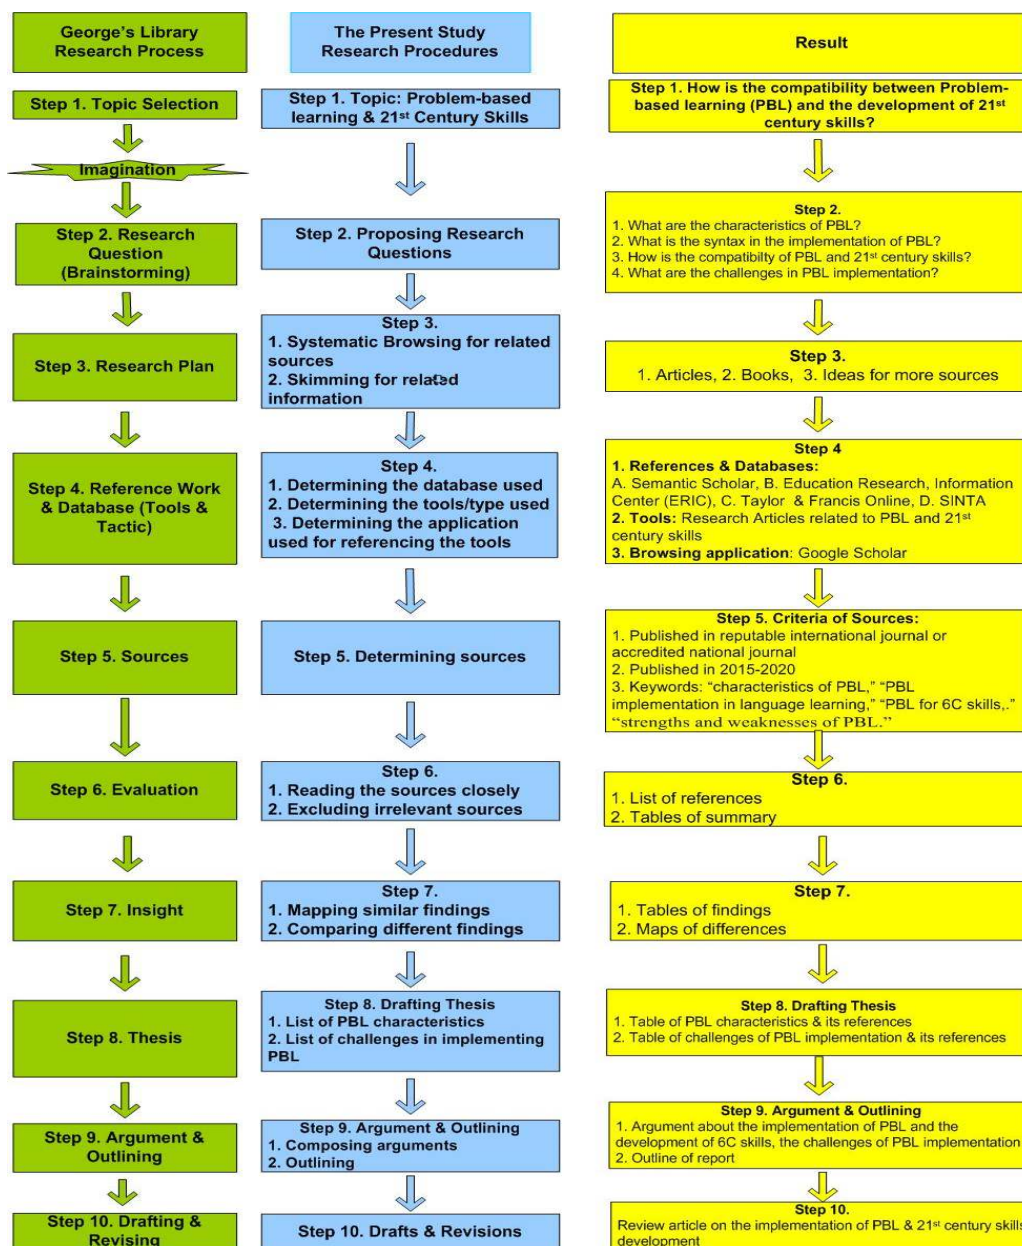 George's Library
Research Process
Step 1. Topic Selection
Imagination
Step 2. Research
Question
(Brainstorming)
Step 3. Research Plan
Step 4. Reference Work
& Database (Tools &
Tactic)
Step 5. Sources
Step 6. Evaluation
Step 7. Insight
Step 8. Thesis
Step 9. Argument &
Outlining
Step 10. Drafting &
Revising
The Present Study
Research Procedures
Step 1. Topic: Problem-based
learning & 21st Century Skills
Step 2. Proposing Research
Questions
Step 3.
1. Systematic Browsing for related
sources
2. Skimming for related
information
Step 4.
1. Determining the database used
2. Determining the tools/type used
3. Determining the application
used for referencing the tools
Step 5. Determining sources
Step 6.
1. Reading the sources closely
2. Excluding irrelevant sources
Step 7.
1. Mapping similar findings
2. Comparing different findings
Step 8. Drafting Thesis
1. List of PBL characteristics
2. List of challenges in implementing
PBL
Step 9. Argument & Outlining
1. Composing arguments
2. Outlining
Step 10. Drafts & Revisions
Result
Step 1. How is the compatibility between Problem-
based learning (PBL) and the development of 21st
century skills?
Step 2.
1. What are the characteristics of PBL?
2. What is the syntax in the implementation of PBL?
3. How is the compatibilty of PBL and 21st century skills?
4. What are the challenges in PBL implementation?
Step 3.
1. Articles, 2. Books, 3. Ideas for more sources
Step 4
1. References & Databases:
A. Semantic Scholar, B. Education Research, Information
Center (ERIC), C. Taylor & Francis Online, D. SINTA
2. Tools: Research Articles related to PBL and 21st
century skills
3. Browsing application: Google Scholar
Step 5. Criteria of Sources:
1. Published in reputable international journal or
accredited national journal
2. Published in 2015-2020
3. Keywords: “characteristics of PBL,” “PBL
implementation in language learning,” “PBL for 6C skills,.”
“strengths and weaknesses of PBL.”
Step 6.
1. List of references
2. Tables of summary
Step 7.
1. Tables of findings
2. Maps of differences
Step 8. Drafting Thesis
1. Table of PBL characteristics & its references
2. Table of challenges of PBL implementation & its references
Step 9. Argument & Outlining
1. Argument about the implementation of PBL and the
development of 6C skills, the challenges of PBL implementation
2. Outline of report
Step 10.
Review article on the implementation of PBL & 21st century skills
development